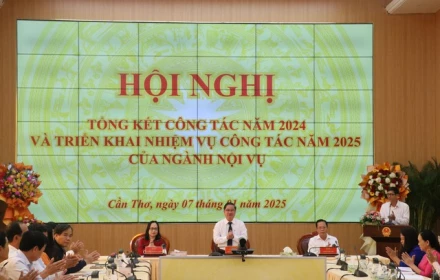 HỘI NGHỊ
TỔNG KẾT CÔNG TÁC NĂM 2024
VÀ TRIỂN KHAI NHIỆM VỤ CÔNG TÁC NĂM 2025
CỦA NGÀNH NỘI VỤ
Cần Thơ, ngày 07 01 năm 2025